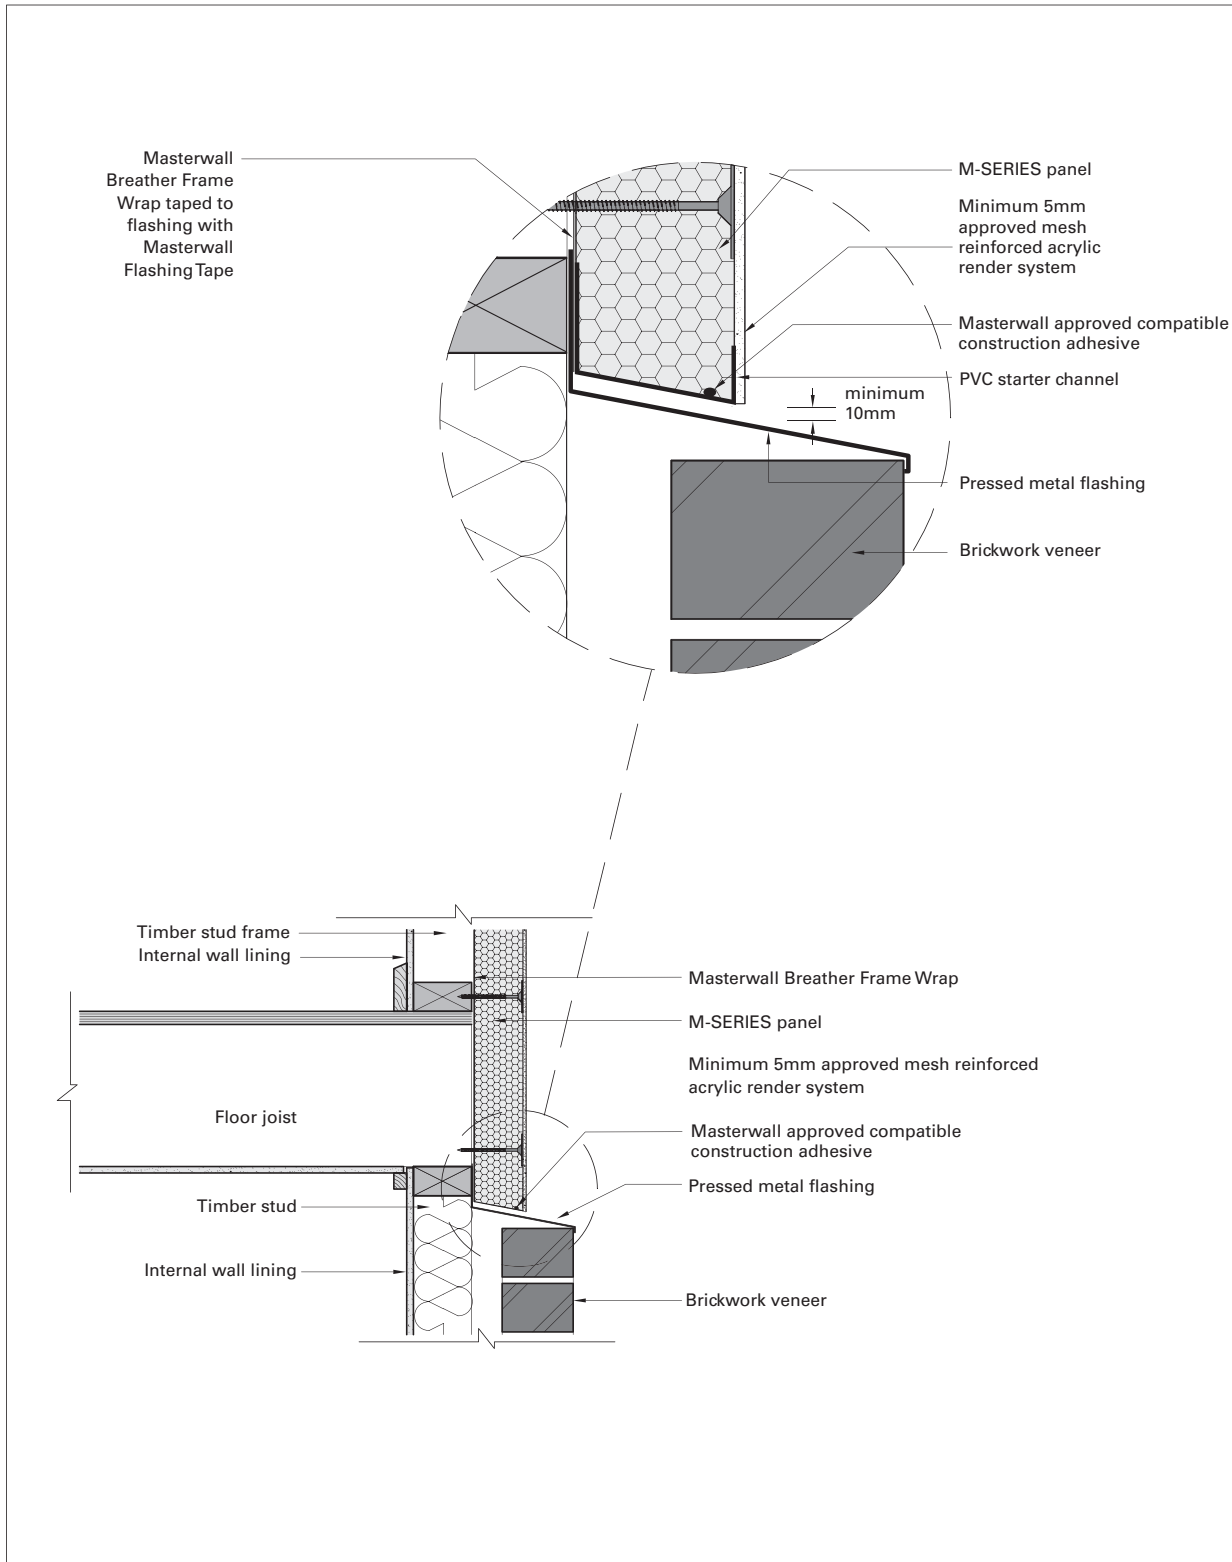 Masterwall
Breather Frame
Wrap taped to
flashing with
Masterwall
Flashing Tape
M-SERIES panel
Minimum 5mm
approved mesh
reinforced acrylic
render system
Masterwall approved compatible
construction adhesive
PVC starter channel
minimum
10mm
Pressed metal flashing
Brickwork veneer
Timber stud frame
Internal wall lining
Masterwall Breather Frame Wrap
M-SERIES panel
Minimum 5mm approved mesh reinforced
acrylic render system
Floor joist
Masterwall approved compatible
construction adhesive
Pressed metal flashing
Timber stud
Internal wall lining
Brickwork veneer